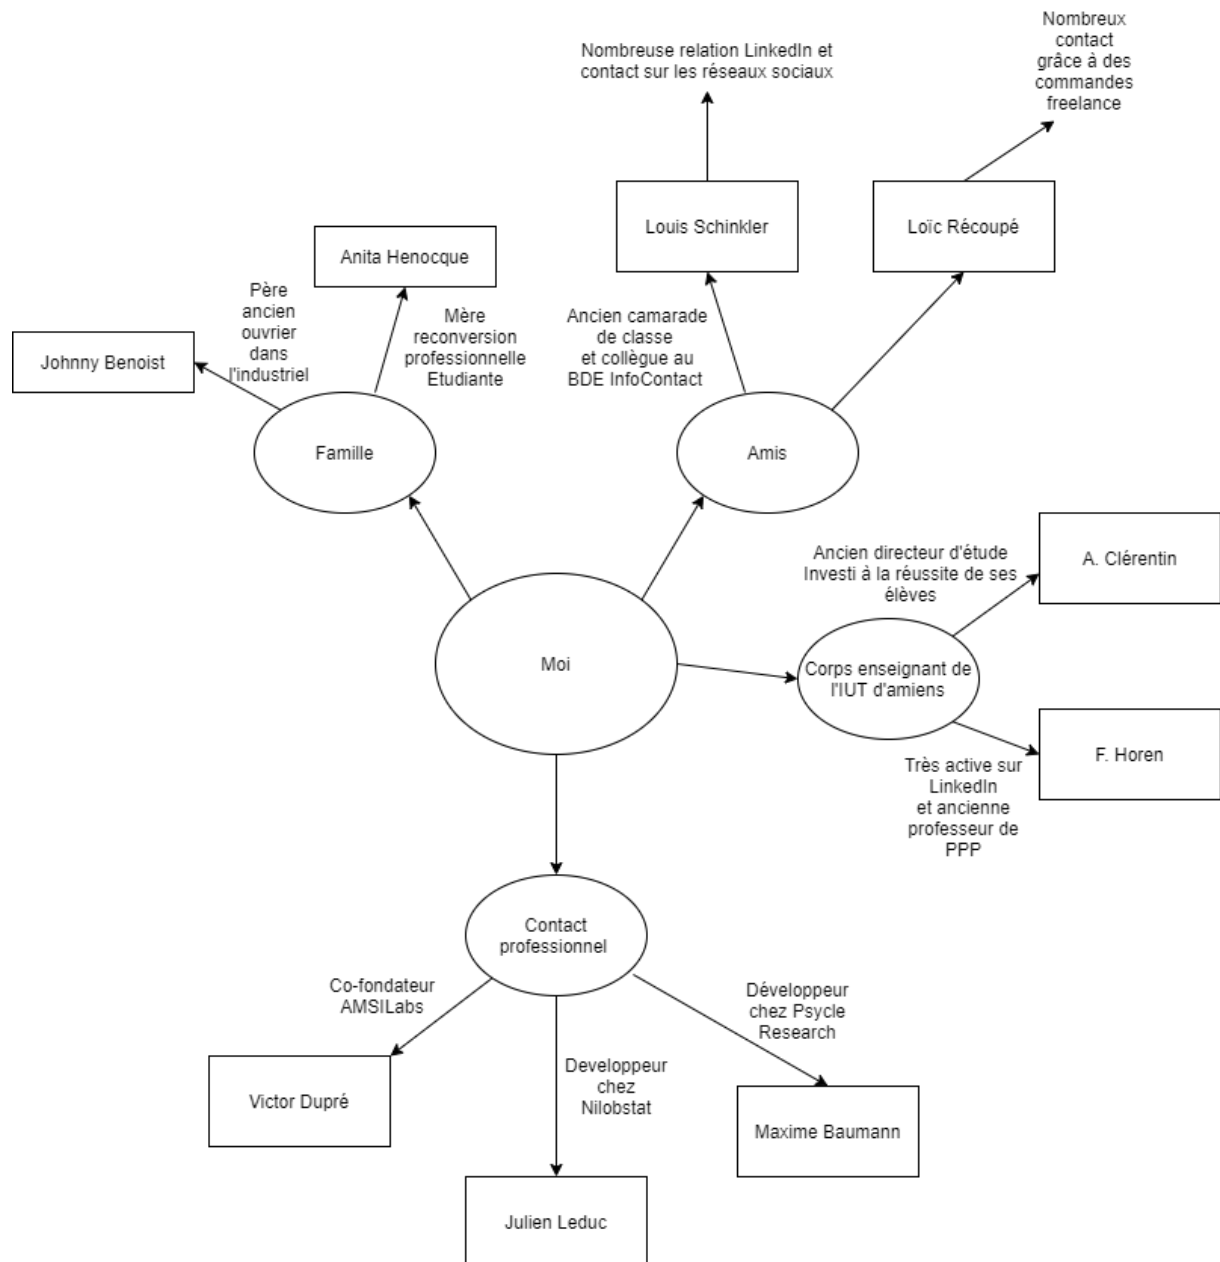 Nombreux
contact
grâce à des
commandes
freelance
Nombreuse relation LinkedIn et
contact sur les réseaux sociaux
Louis Schinkler
Loïc Récoupé
Anita Henocque
Père
ancien
ouvrier
dans
l'industriel
Mère
reconversion
professionnelle
Etudiante
Ancien camarade
de classe
et collègue au
BDE InfoContact
Johnny Benoist
Famille
Amis
Ancien directeur d'étude
Investi à la réussite de ses
élèves
A. Clérentin
Moi
Corps enseignant de
l'IUT d'amiens
F. Horen
Très active sur
LinkedIn
et ancienne
professeur de
PPP
Contact
professionnel
Co-fondateur
AMSILabs
Développeur
chez Psycle
Research
Developpeur
chez
Nilobstat
Victor Dupré
Maxime Baumann
Julien Leduc